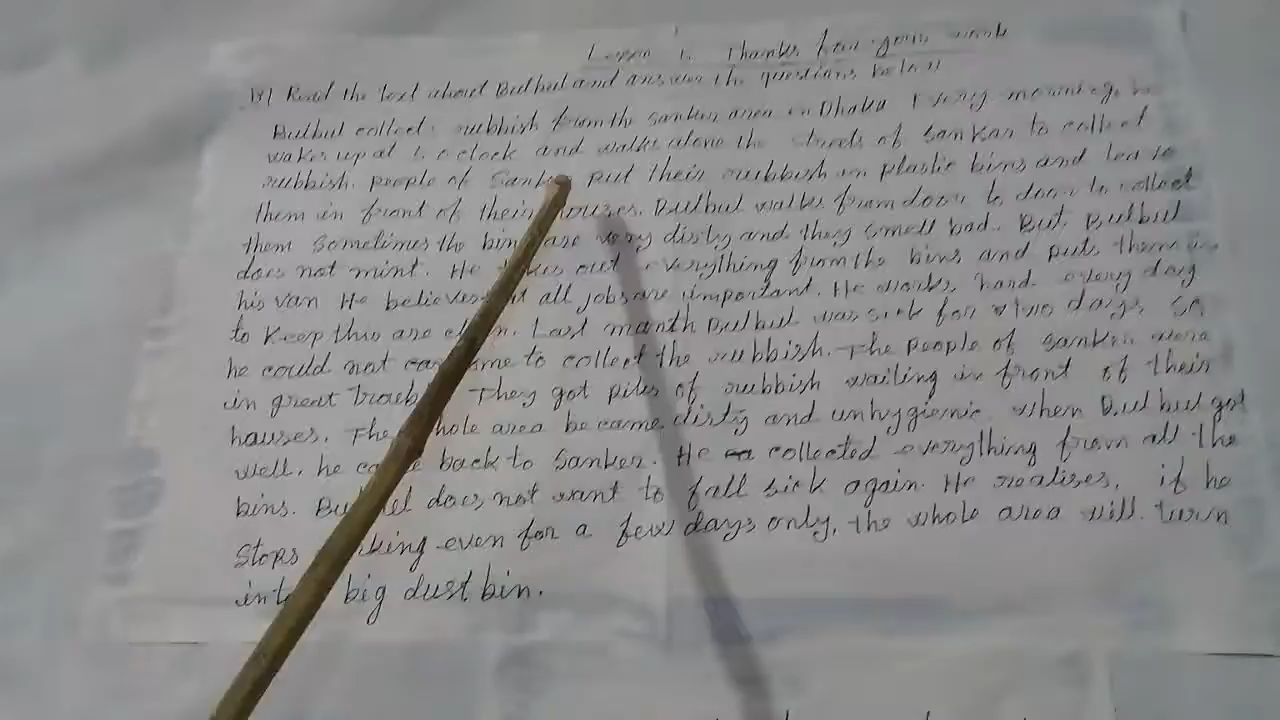 Lesson 1. Thanks for your work
B) Read the text about Bulbul and answer the questions below
Bulbul collects rubbish from the Sankar area in Dhaka Every morning, he
wakes up at 5 o clock and walks along the streets of Sankar to collect
rubbish. people of Sankar put their rubbish in plastic bins and
them in front of their houses. Bulbul walks from door to door to collect
them Sometimes the bins are very dirty and they smell bad. But Bulbul
does not mint. He takes out everything from the bins and puts them in
his van He believes all jobs are important. He works hard every day
to Keep this are clean. Last manth Bulbul was sick for two days, So
he could not come to collect the rubbish. The people of Sankar were
in great They got piles of rubbish waiting in front of their
hauses. The whole area became dirty and unhygienic. When Bulbul got
well, he came back to Sanker. He collected everything from all the
bins. Bulbul does not want to fall sick again. He realises, if he
Stops even for a few days only, the whole area will turn
into big dust bin.